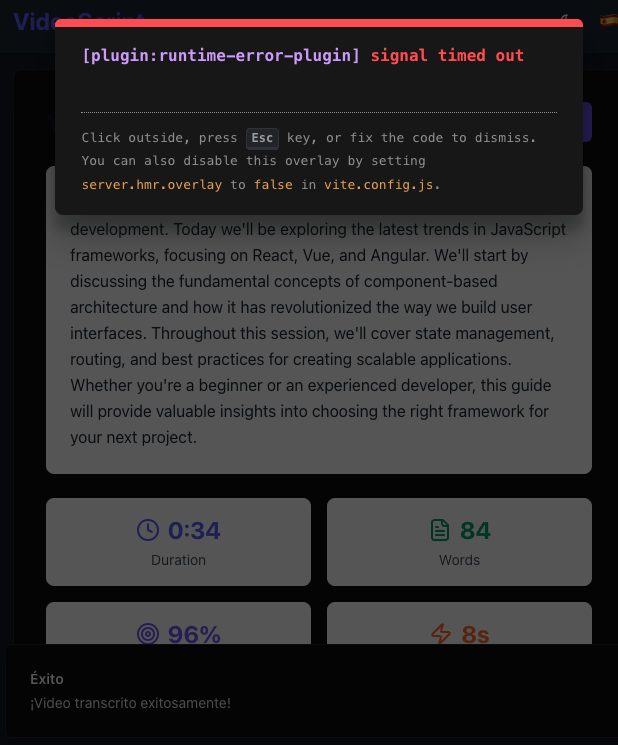 VideoScript
[plugin:runtime-error-plugin] signal timed out
Click outside, press Esc key, or fix the code to dismiss.
You can also disable this overlay by setting
server.hmr.overlay to false in vite.config.js.
development. Today we'll be exploring the latest trends in JavaScript
frameworks, focusing on React, Vue, and Angular. We'll start by
discussing the fundamental concepts of component-based
architecture and how it has revolutionized the way we build user
interfaces. Throughout this session, we'll cover state management,
routing, and best practices for creating scalable applications.
Whether you're a beginner or an experienced developer, this guide
will provide valuable insights into choosing the right framework for
your next project.
0:34
Duration
84
Words
96%
8s
Éxito
¡Video transcrito exitosamente!